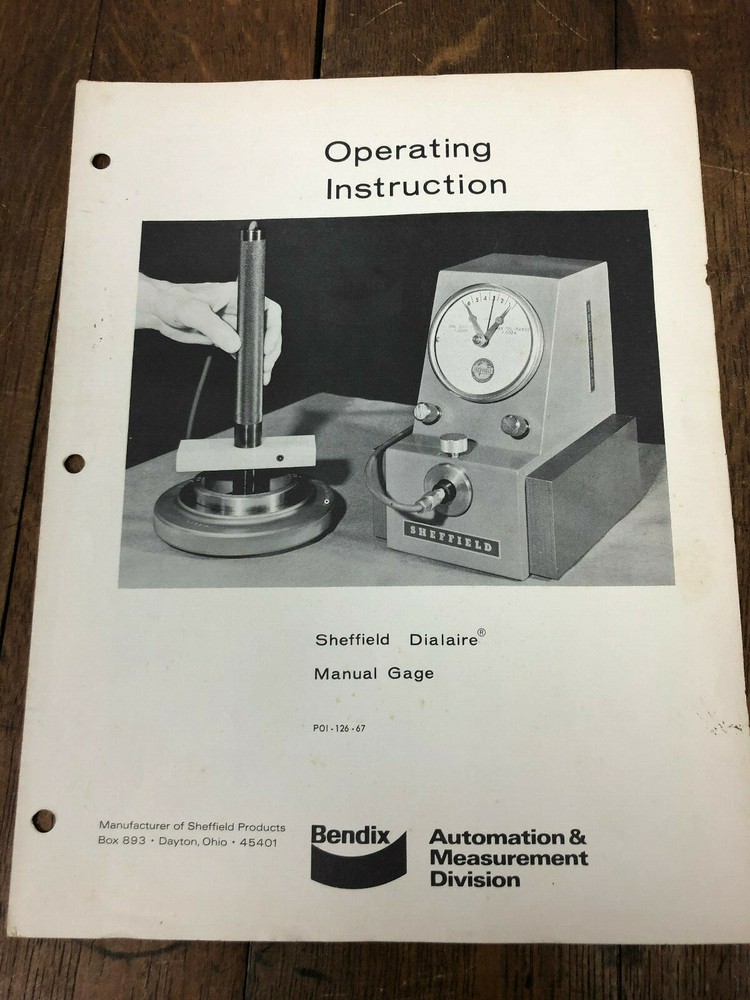 Operating
Instruction
SHEFFIELD
Sheffield Dialaire®
Manual Gage
POI-126-67
Manufacturer of Sheffield Products
Box 893 • Dayton, Ohio • 45401
Bendix
Automation &
Measurement
Division